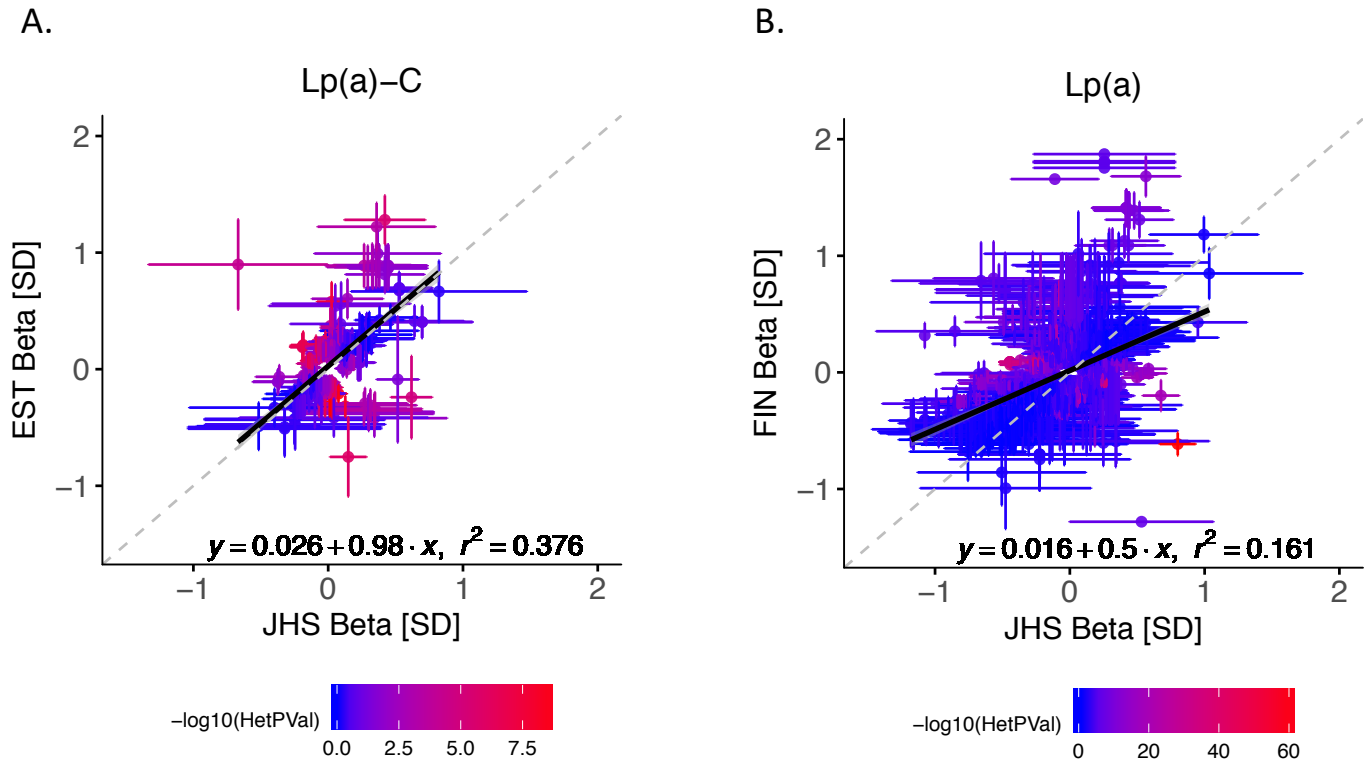 A.
Lp(a)−C
2
1
0
−1
EST Beta [SD]
y = 0.026 + 0.98 · x, r² = 0.376
−1 0 1 2
JHS Beta [SD]
−log10(HetPVal)
0.0 2.5 5.0 7.5
B.
Lp(a)
2
1
0
−1
FIN Beta [SD]
y = 0.016 + 0.5 · x, r² = 0.161
−1 0 1 2
JHS Beta [SD]
−log10(HetPVal)
0 20 40 60